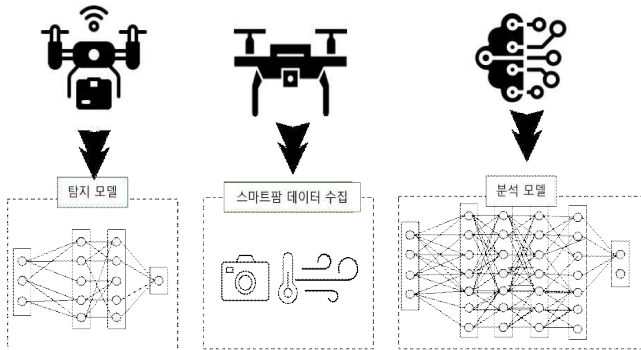 탐지 모델
스마트팜 데이터 수집
분석 모델